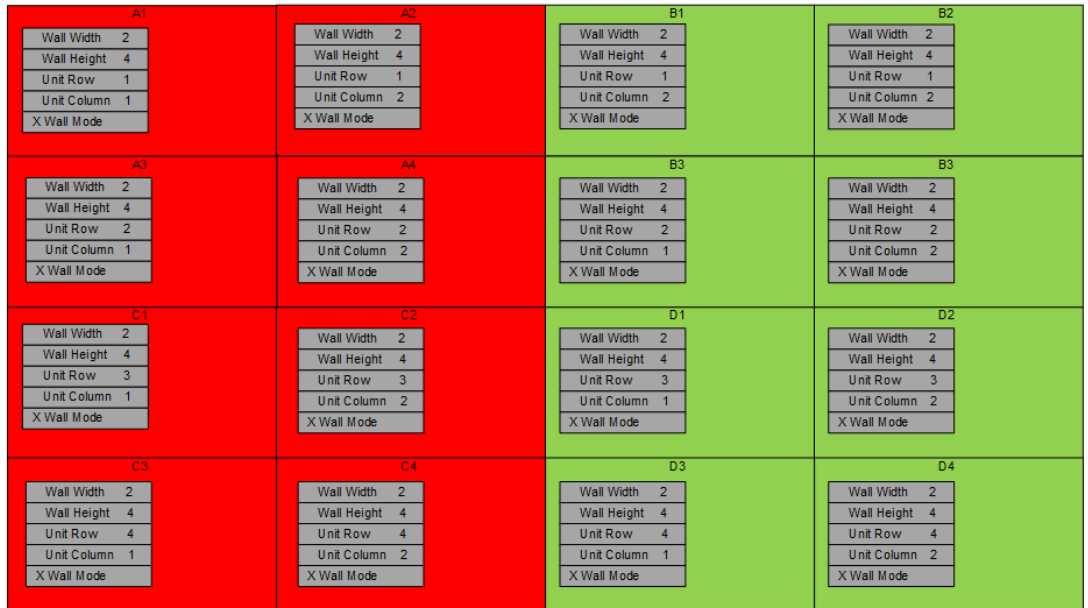 A1
Wall Width 2
Wall Height 4
Unit Row 1
Unit Column 1
X Wall Mode
A2
Wall Width 2
Wall Height 4
Unit Row 1
Unit Column 2
X Wall Mode
B1
Wall Width 2
Wall Height 4
Unit Row 1
Unit Column 2
X Wall Mode
B2
Wall Width 2
Wall Height 4
Unit Row 1
Unit Column 2
X Wall Mode
A3
Wall Width 2
Wall Height 4
Unit Row 2
Unit Column 1
X Wall Mode
A4
Wall Width 2
Wall Height 4
Unit Row 2
Unit Column 2
X Wall Mode
B3
Wall Width 2
Wall Height 4
Unit Row 2
Unit Column 1
X Wall Mode
B3
Wall Width 2
Wall Height 4
Unit Row 2
Unit Column 2
X Wall Mode
C1
Wall Width 2
Wall Height 4
Unit Row 3
Unit Column 1
X Wall Mode
C2
Wall Width 2
Wall Height 4
Unit Row 3
Unit Column 2
X Wall Mode
D1
Wall Width 2
Wall Height 4
Unit Row 3
Unit Column 1
X Wall Mode
D2
Wall Width 2
Wall Height 4
Unit Row 3
Unit Column 2
X Wall Mode
C3
Wall Width 2
Wall Height 4
Unit Row 4
Unit Column 1
X Wall Mode
C4
Wall Width 2
Wall Height 4
Unit Row 4
Unit Column 2
X Wall Mode
D3
Wall Width 2
Wall Height 4
Unit Row 4
Unit Column 1
X Wall Mode
D4
Wall Width 2
Wall Height 4
Unit Row 4
Unit Column 2
X Wall Mode